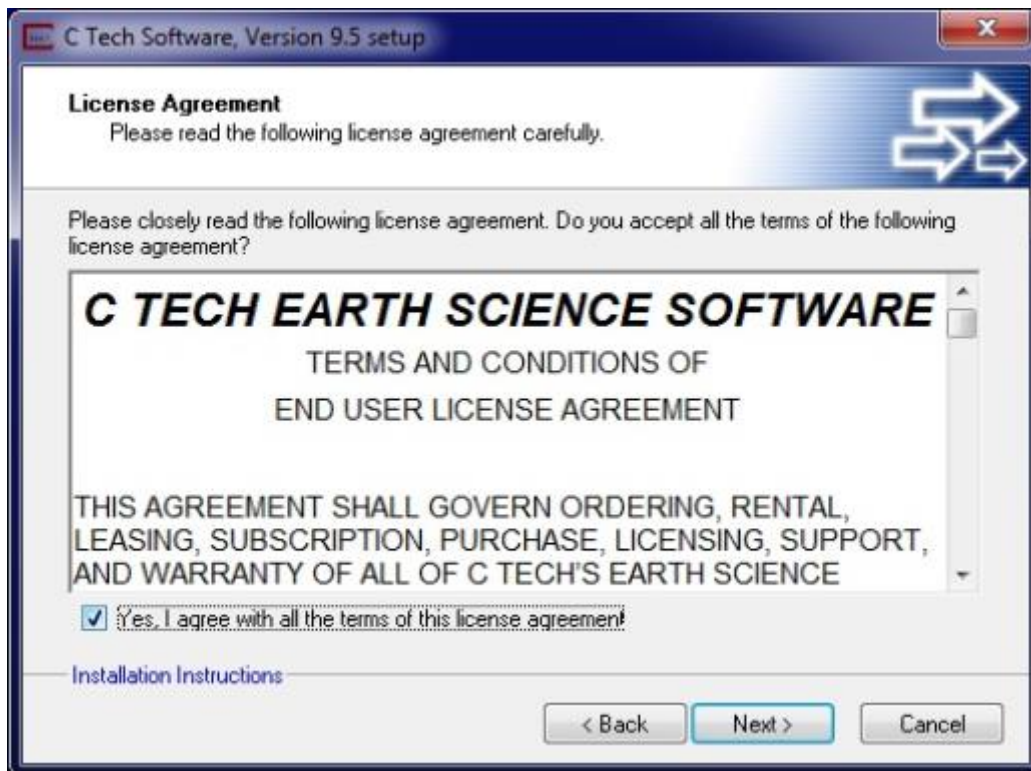 C Tech Software, Version 9.5 setup
License Agreement
Please read the following license agreement carefully.
Please closely read the following license agreement. Do you accept all the terms of the following
license agreement?
C TECH EARTH SCIENCE SOFTWARE
TERMS AND CONDITIONS OF
END USER LICENSE AGREEMENT
THIS AGREEMENT SHALL GOVERN ORDERING, RENTAL,
LEASING, SUBSCRIPTION, PURCHASE, LICENSING, SUPPORT,
AND WARRANTY OF ALL OF C TECH'S EARTH SCIENCE
Yes, I agree with all the terms of this license agreement
Installation Instructions
< Back Next > Cancel